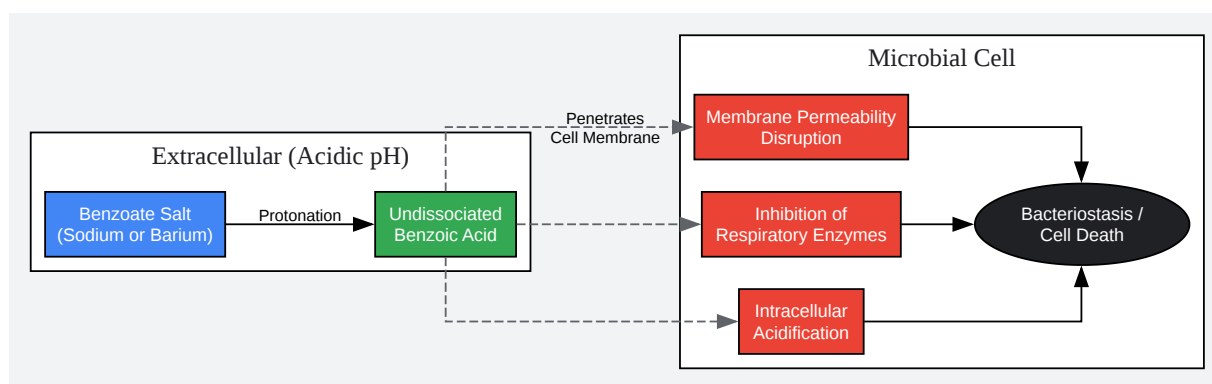 Microbial Cell
Membrane Permeability
Disruption
Penetrates
Cell Membrane
Extracellular (Acidic pH)
Benzoate Salt
(Sodium or Barium)
Protonation
Undissociated
Benzoic Acid
Inhibition of
Respiratory Enzymes
Bacteriostasis /
Cell Death
Intracellular
Acidification